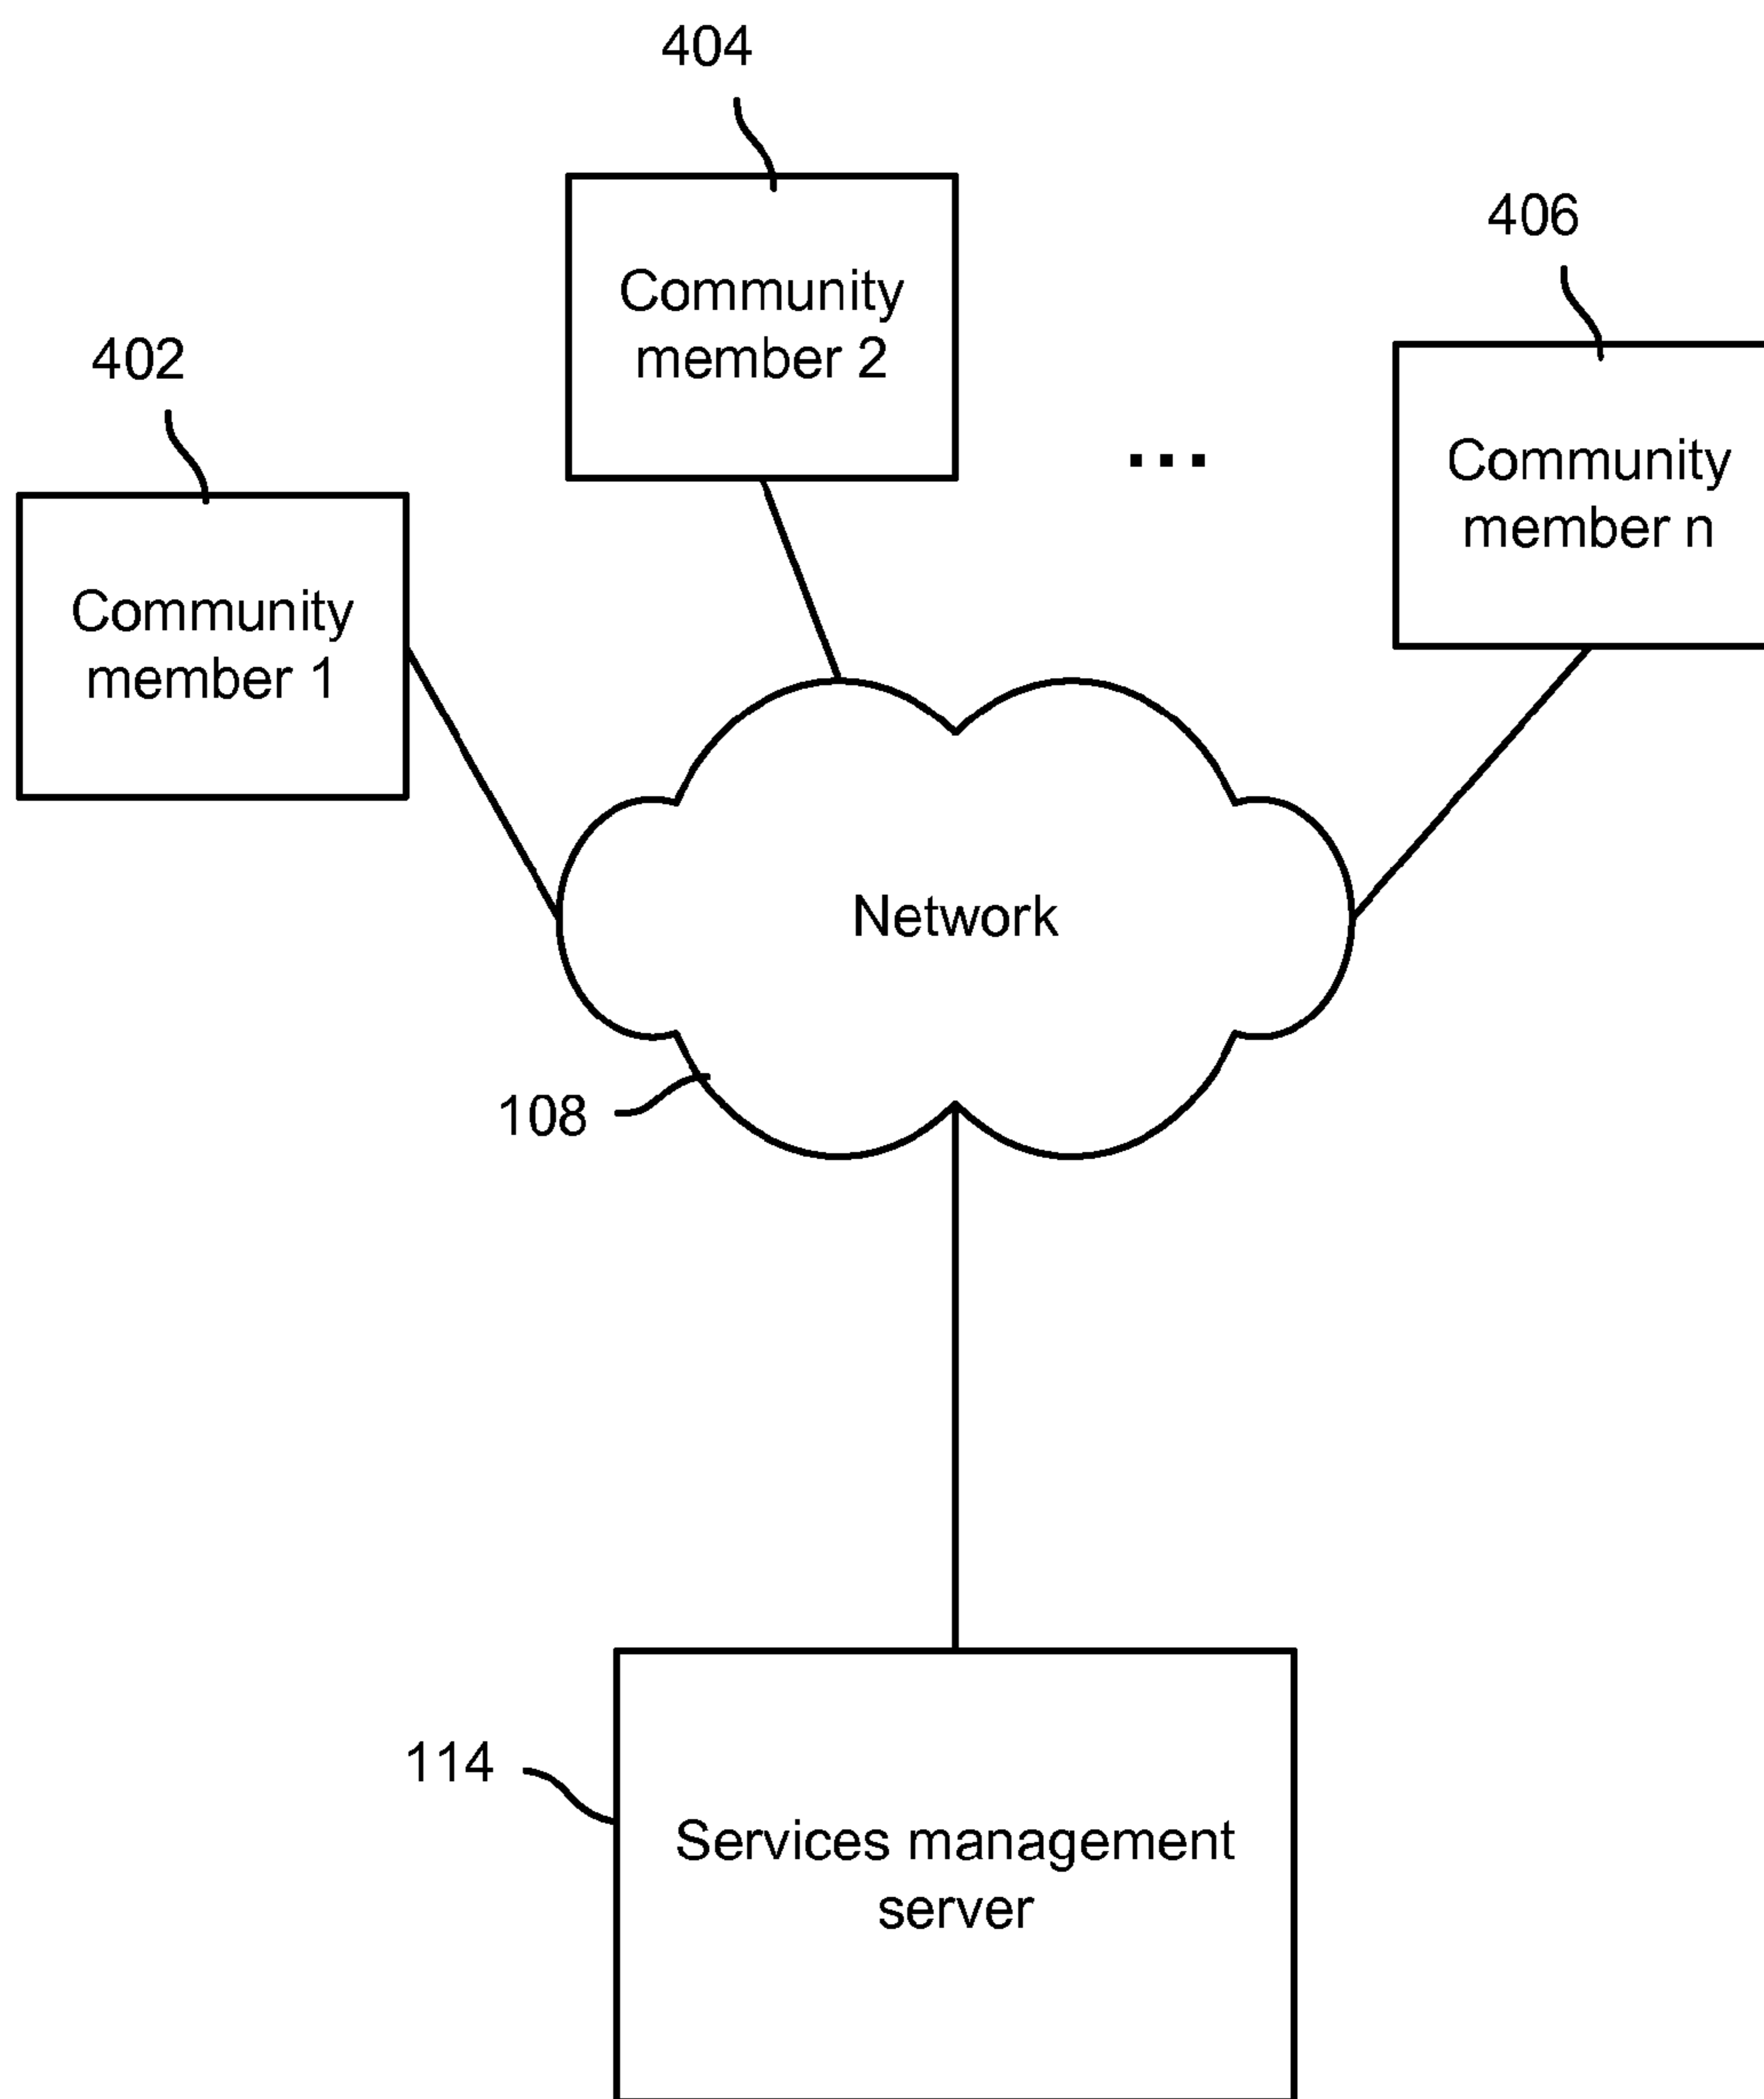 404
406
Community
member 2
402
Community
member n
Community
member 1
...
Network
108
114
Services management
server